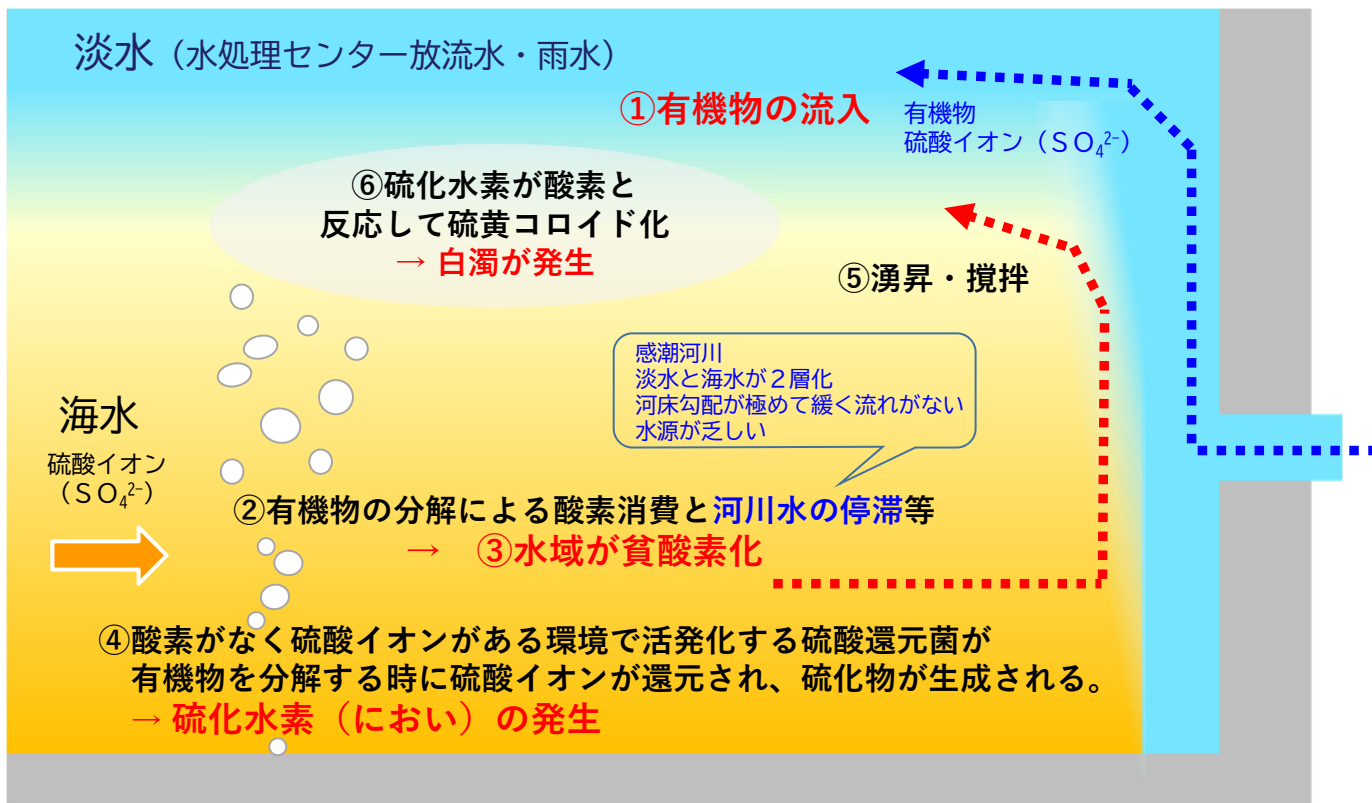 淡水（水処理センター放流水・雨水）
①有機物の流入
有機物
硫酸イオン（ＳＯ₄²⁻）
⑥硫化水素が酸素と
反応して硫黄コロイド化
→ 白濁が発生
⑤湧昇・撹拌
感潮河川
淡水と海水が２層化
河床勾配が極めて緩く流れがない
水源が乏しい
海水
硫酸イオン
（ＳＯ₄²⁻）
②有機物の分解による酸素消費と河川水の停滞等
→ ③水域が貧酸素化
④酸素がなく硫酸イオンがある環境で活発化する硫酸還元菌が
有機物を分解する時に硫酸イオンが還元され、硫化物が生成される。
→ 硫化水素（におい）の発生